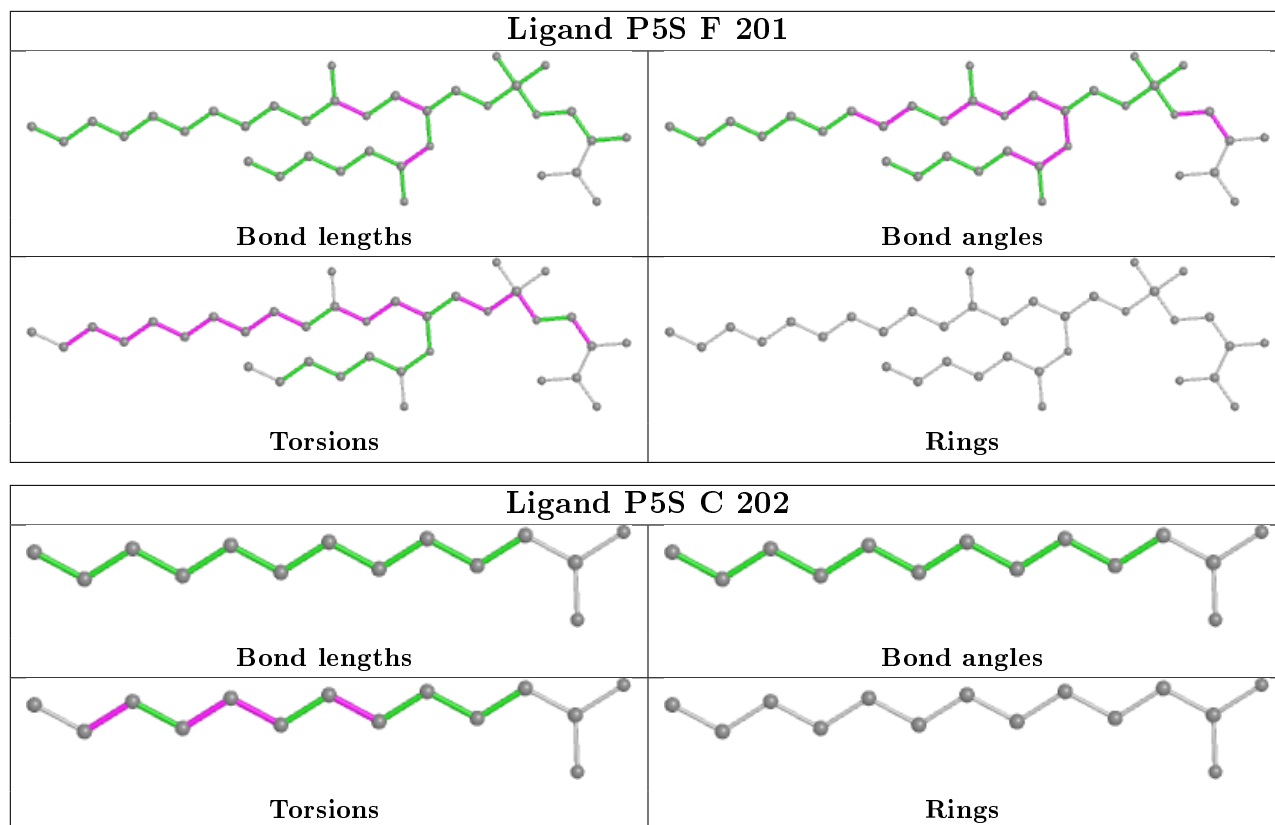 Ligand P5S F 201
Bond lengths
Bond angles
Torsions
Rings
Ligand P5S C 202
Bond lengths
Bond angles
Torsions
Rings